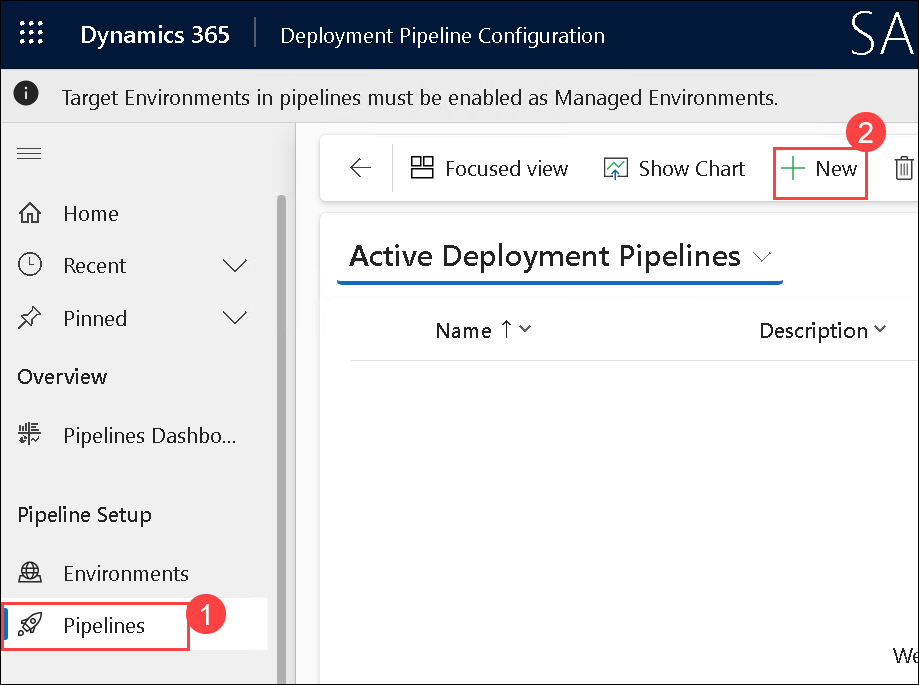 Dynamics 365 Deployment Pipeline Configuration SA
Target Environments in pipelines must be enabled as Managed Environments.
2
Focused view Show Chart New
Home
Recent
Pinned
Overview
Pipelines Dashbo...
Pipeline Setup
Environments
Pipelines
1
Active Deployment Pipelines
Name ↑ Description
We